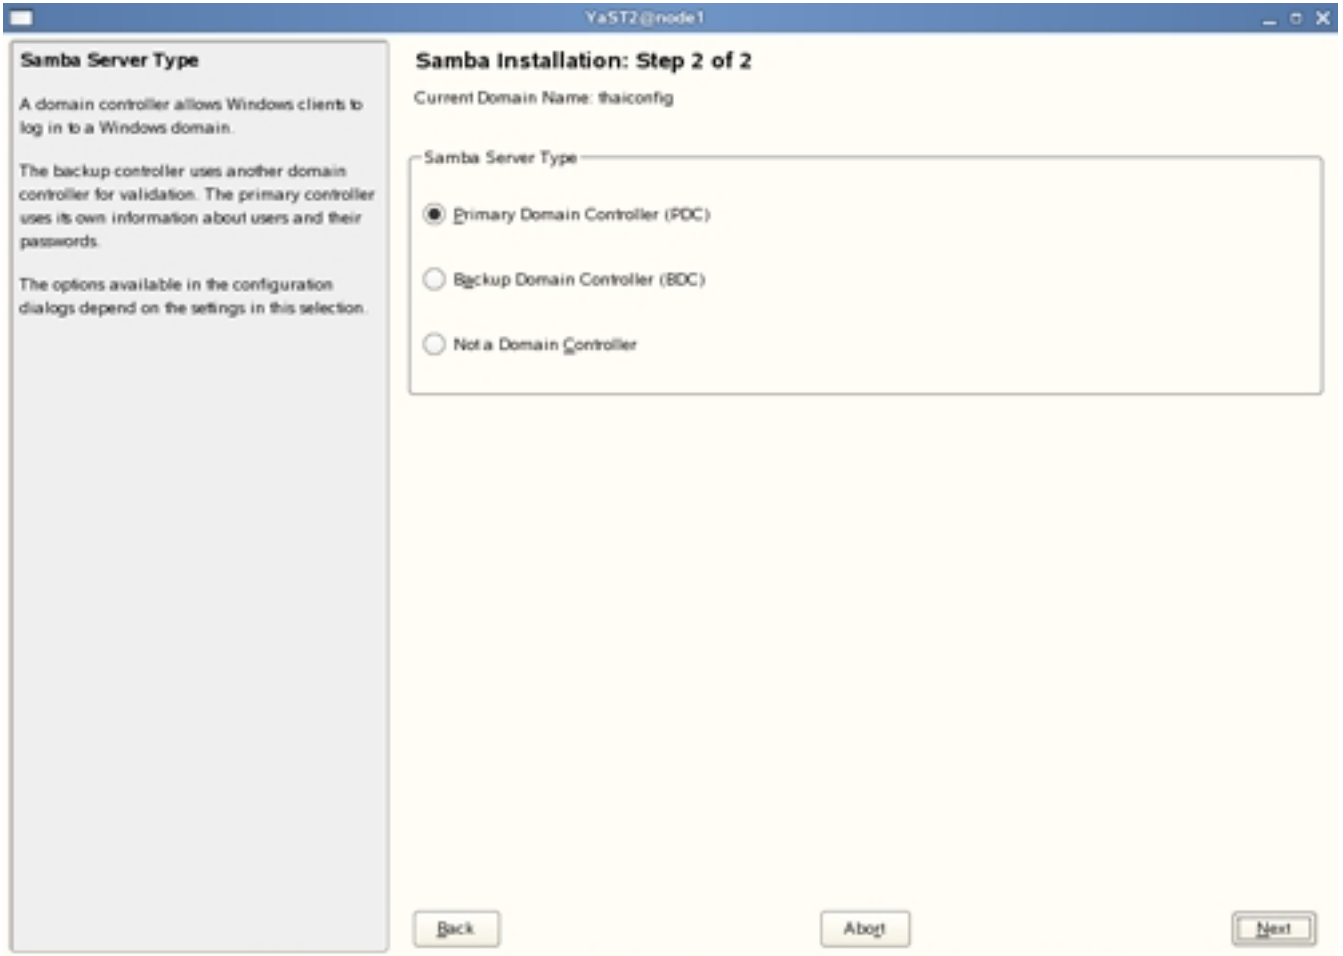 YaST2@node1
Samba Server Type
A domain controller allows Windows clients to
log in to a Windows domain.
The backup controller uses another domain
controller for validation. The primary controller
uses its own information about users and their
passwords.
The options available in the configuration
dialogs depend on the settings in this selection.
Samba Installation: Step 2 of 2
Current Domain Name: thaiconfig
Samba Server Type
Primary Domain Controller (PDC)
Backup Domain Controller (BDC)
Not a Domain Controller
Back
Abort
Next